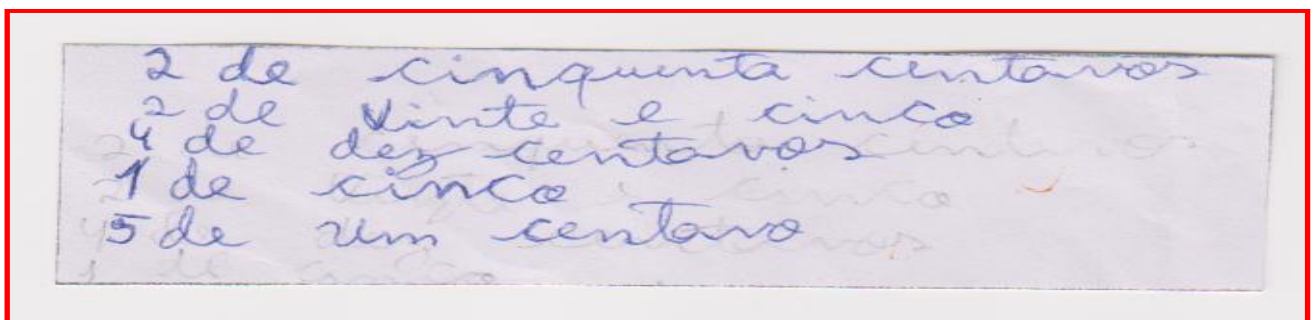 2 de cinquenta centavos
2 de vinte e cinco
4 de dez centavos
1 de cinco
5 de um centavo